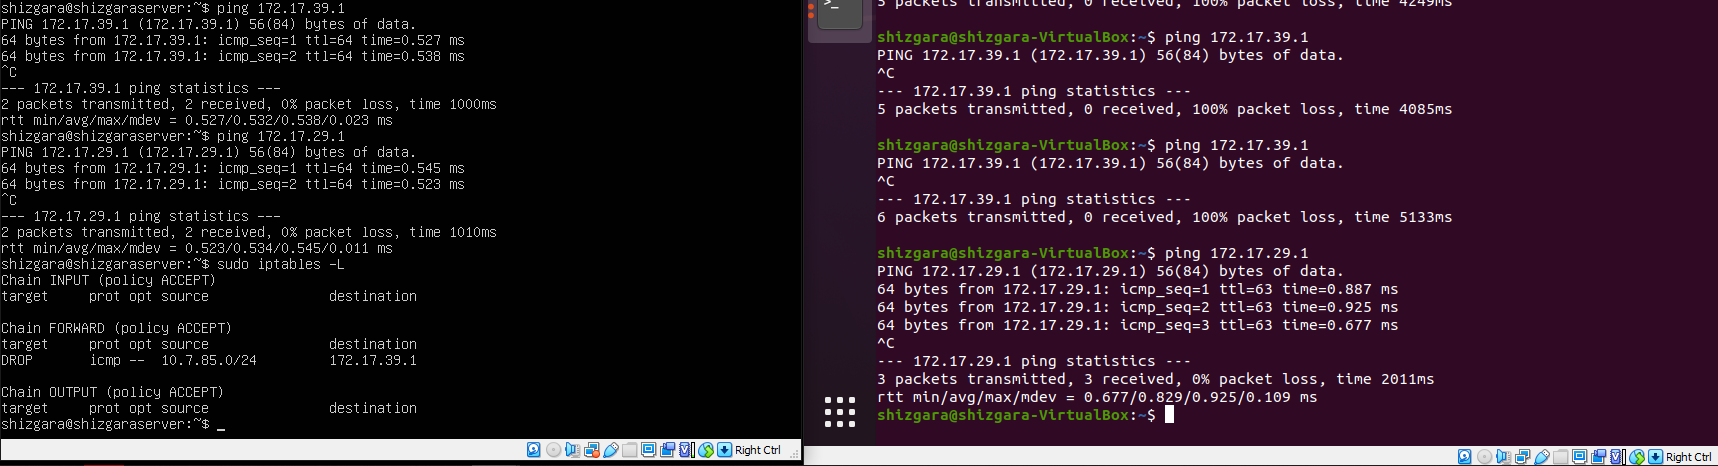 shizgara@shizgaraserver:~$ ping 172.17.39.1
PING 172.17.39.1 (172.17.39.1) 56(84) bytes of data.
64 bytes from 172.17.39.1: icmp_seq=1 ttl=64 time=0.527 ms
64 bytes from 172.17.39.1: icmp_seq=2 ttl=64 time=0.538 ms
^C
--- 172.17.39.1 ping statistics ---
2 packets transmitted, 2 received, 0% packet loss, time 1000ms
rtt min/avg/max/mdev = 0.527/0.532/0.538/0.023 ms
shizgara@shizgaraserver:~$ ping 172.17.29.1
PING 172.17.29.1 (172.17.29.1) 56(84) bytes of data.
64 bytes from 172.17.29.1: icmp_seq=1 ttl=64 time=0.545 ms
64 bytes from 172.17.29.1: icmp_seq=2 ttl=64 time=0.523 ms
^C
--- 172.17.29.1 ping statistics ---
2 packets transmitted, 2 received, 0% packet loss, time 1010ms
rtt min/avg/max/mdev = 0.523/0.534/0.545/0.011 ms
shizgara@shizgaraserver:~$ sudo iptables -L
Chain INPUT (policy ACCEPT)
target prot opt source destination
Chain FORWARD (policy ACCEPT)
target prot opt source destination
DROP icmp -- 10.7.85.0/24 172.17.39.1
Chain OUTPUT (policy ACCEPT)
target prot opt source destination
shizgara@shizgaraserver:~$ _
Right Ctrl
>_
5 packets transmitted, 0 received, 100% packet loss, time 4249ms
shizgara@shizgara-VirtualBox:~$ ping 172.17.39.1
PING 172.17.39.1 (172.17.39.1) 56(84) bytes of data.
^C
--- 172.17.39.1 ping statistics ---
5 packets transmitted, 0 received, 100% packet loss, time 4085ms
shizgara@shizgara-VirtualBox:~$ ping 172.17.39.1
PING 172.17.39.1 (172.17.39.1) 56(84) bytes of data.
^C
--- 172.17.39.1 ping statistics ---
6 packets transmitted, 0 received, 100% packet loss, time 5133ms
shizgara@shizgara-VirtualBox:~$ ping 172.17.29.1
PING 172.17.29.1 (172.17.29.1) 56(84) bytes of data.
64 bytes from 172.17.29.1: icmp_seq=1 ttl=63 time=0.887 ms
64 bytes from 172.17.29.1: icmp_seq=2 ttl=63 time=0.925 ms
64 bytes from 172.17.29.1: icmp_seq=3 ttl=63 time=0.677 ms
^C
--- 172.17.29.1 ping statistics ---
3 packets transmitted, 3 received, 0% packet loss, time 2011ms
rtt min/avg/max/mdev = 0.677/0.829/0.925/0.109 ms
shizgara@shizgara-VirtualBox:~$
Right Ctrl